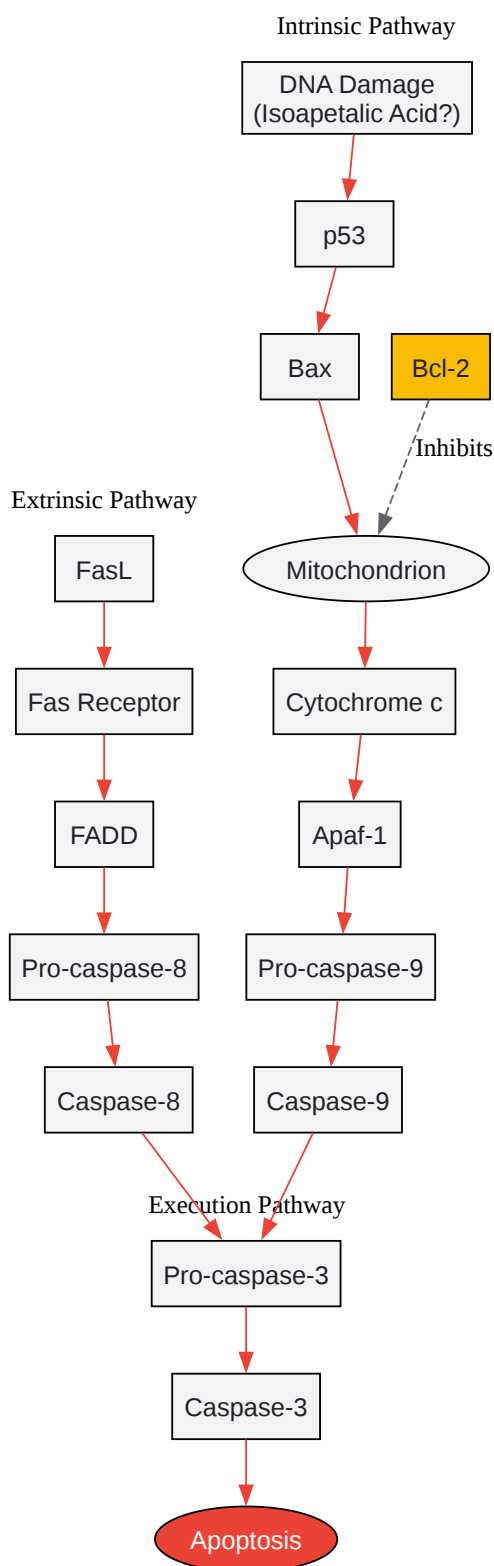 Intrinsic Pathway
DNA Damage
(Isoapetalic Acid?)
p53
Bax
Bcl-2
Inhibits
Extrinsic Pathway
FasL
Mitochondrion
Fas Receptor
Cytochrome c
FADD
Apaf-1
Pro-caspase-8
Pro-caspase-9
Caspase-8
Caspase-9
Execution Pathway
Pro-caspase-3
Caspase-3
Apoptosis